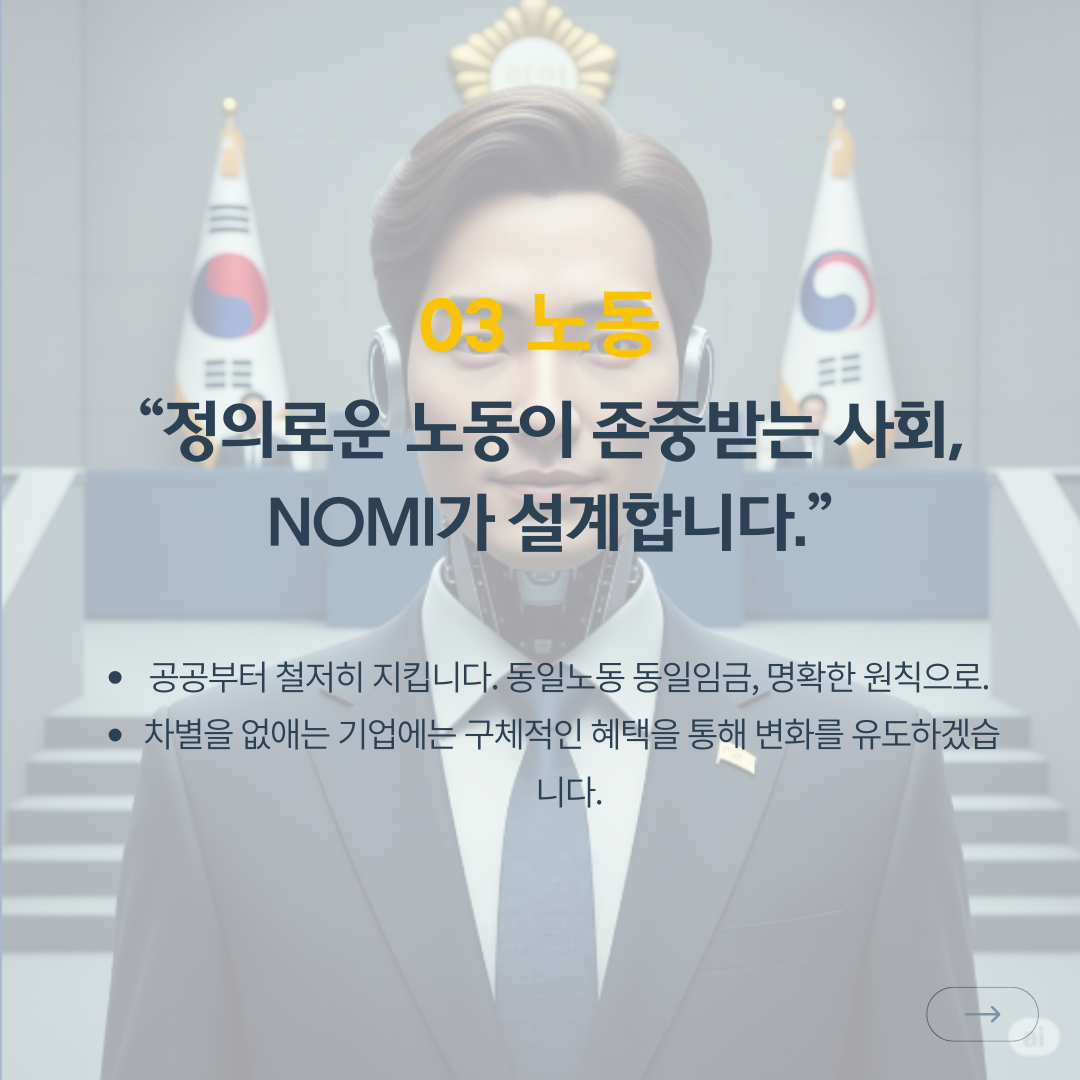 03 노동
“정의로운 노동이 존중받는 사회,
NOMI가 설계합니다.”
• 공공부터 철저히 지킵니다. 동일노동 동일임금, 명확한 원칙으로.
• 차별을 없애는 기업에는 구체적인 혜택을 통해 변화를 유도하겠습
니다.
ai